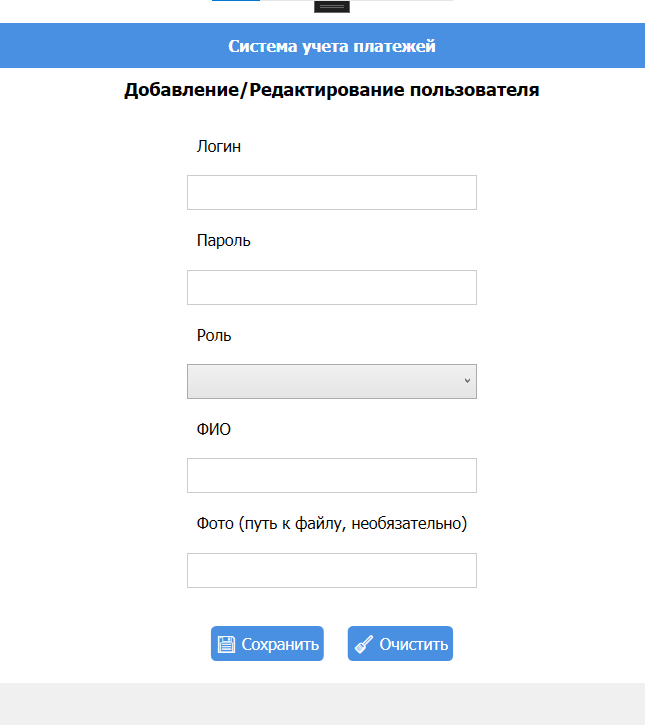 Система учета платежей
Добавление/Редактирование пользователя
Логин
Пароль
Роль
ФИО
Фото (путь к файлу, необязательно)
Сохранить
Очистить